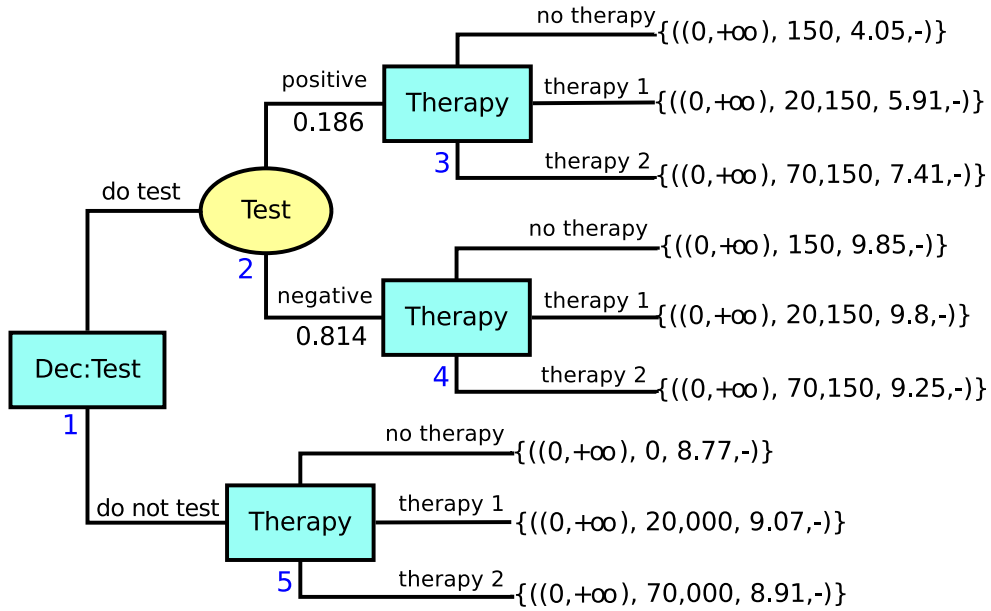 no therapy
{((0,+∞), 150, 4.05,-)}
positive
0.186
Therapy
3
therapy 1
{((0,+∞), 20,150, 5.91,-)}
therapy 2
{((0,+∞), 70,150, 7.41,-)}
do test
Test
2
no therapy
{((0,+∞), 150, 9.85,-)}
negative
0.814
Therapy
4
therapy 1
{((0,+∞), 20,150, 9.8,-)}
therapy 2
{((0,+∞), 70,150, 9.25,-)}
Dec:Test
1
no therapy
{((0,+∞), 0, 8.77,-)}
do not test
Therapy
5
therapy 1
{((0,+∞), 20,000, 9.07,-)}
therapy 2
{((0,+∞), 70,000, 8.91,-)}